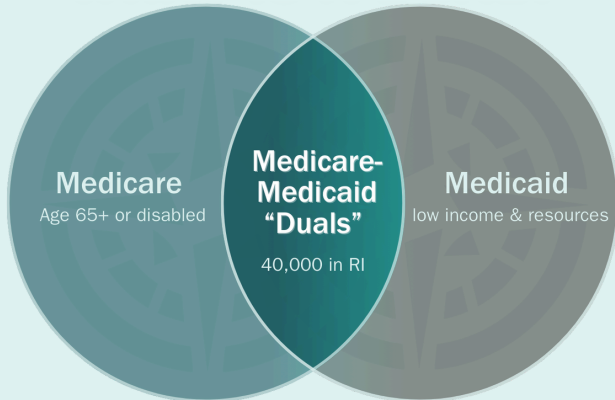 Medicare
Age 65+ or disabled
Medicare-
Medicaid
“Duals”
40,000 in RI
Medicaid
low income & resources